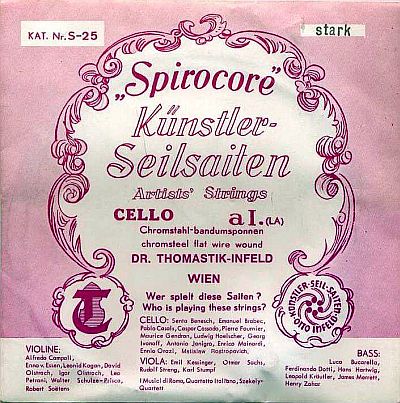 KAT. Nr. S-25
stark
„Spirocore"
Künstler-
Seilsaiten
Artists' Strings
CELLO a I. (LA)
Chromstahl-bandumsponnen
chromsteel flat wire wound
DR. THOMASTIK-INFELD
WIEN
Wer spielt diese Saiten?
Who is playing these strings?
KÜNSTLER-SEIL-SAITEN
OTTO INFELD
CELLO: Senta Benesch, Emanuel Brabec,
Pablo Casals, Caspar Cassado, Pierre Fournier,
Maurice Gendron, Ludwig Hoelscher, Georg
Ivanoff, Antonio Janigro, Enrico Mainardi,
Ennio Orazi, Mstislaw Rostropovich,
VIOLINE:
Alfredo Campoli,
Enno v. Essen, Leonid Kogan, David
Oistrach, Igor Oistrach, Leo
Petroni, Walter Schulze-Prisca,
Robert Soëtens
VIOLA: Emil Kessinger, Otmar Suchs,
Rudolf Streng, Karl Stumpf
I Musici di Roma, Quartetto Italiano, Szekely-
Quartett
BASS:
Luca Bucarella,
Ferdinando Dotti, Hans Hartwig,
Leopold Kräutler, James Merrett,
Henry Zahar